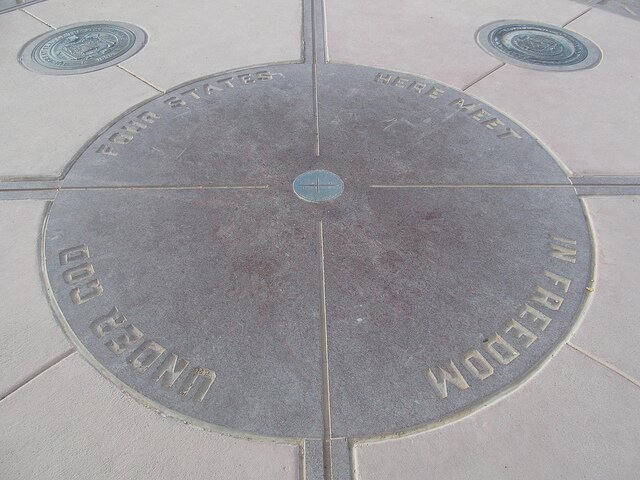 FOUR STATES
HERE MEET
IN FREEDOM
UNDER GOD